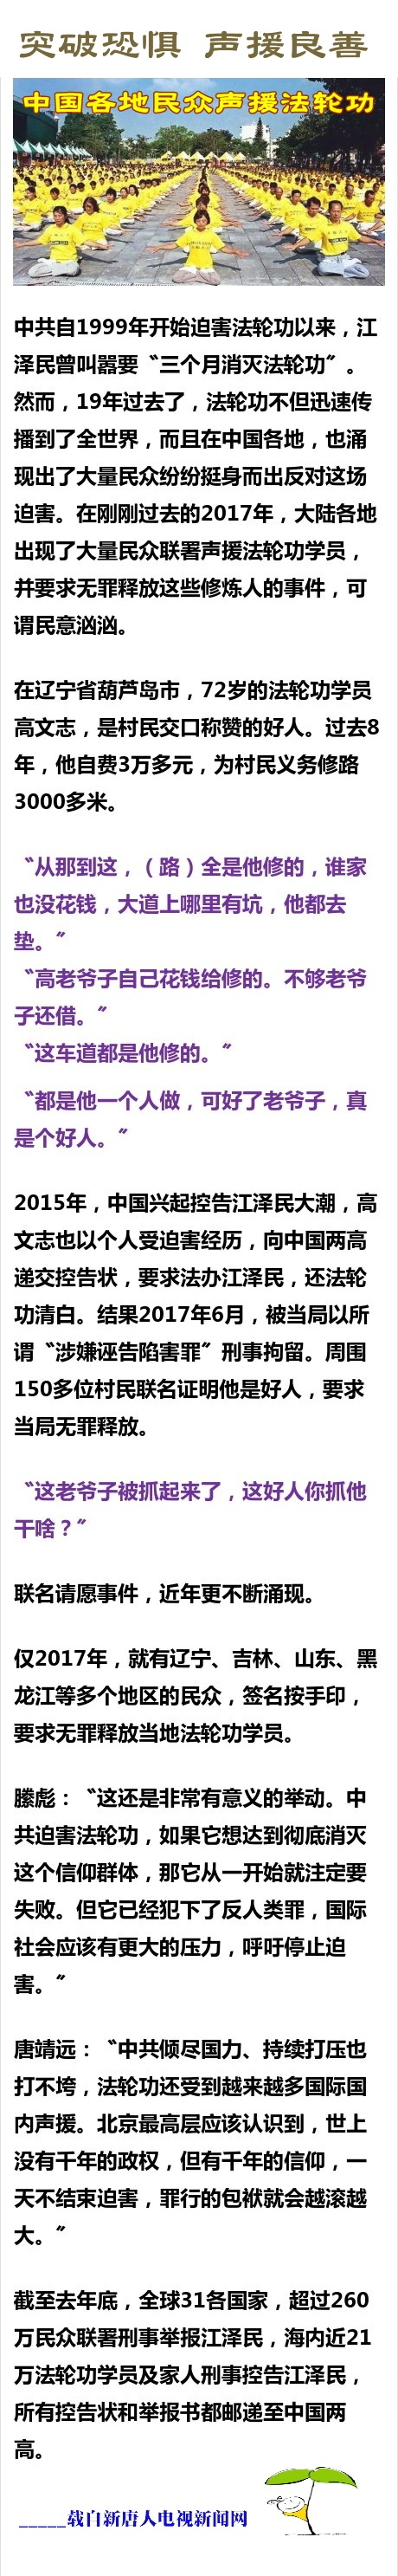 突破恐惧 声援良善
中国各地民众声援法轮功
中共自1999年开始迫害法轮功以来，江
泽民曾叫嚣要〝三个月消灭法轮功〞。
然而，19年过去了，法轮功不但迅速传
播到了全世界，而且在中国各地，也涌
现出了大量民众纷纷挺身而出反对这场
迫害。在刚刚过去的2017年，大陆各地
出现了大量民众联署声援法轮功学员，
并要求无罪释放这些修炼人的事件，可
谓民意汹汹。
在辽宁省葫芦岛市，72岁的法轮功学员
高文志，是村民交口称赞的好人。过去8
年，他自费3万多元，为村民义务修路
3000多米。
〝从那到这，（路）全是他修的，谁家
也没花钱，大道上哪里有坑，他都去
垫。〞
〝高老爷子自己花钱给修的。不够老爷
子还借。〞
〝这车道都是他修的。〞
〝都是他一个人做，可好了老爷子，真
是个好人。〞
2015年，中国兴起控告江泽民大潮，高
文志也以个人受迫害经历，向中国两高
递交控告状，要求法办江泽民，还法轮
功清白。结果2017年6月，被当局以所
谓〝涉嫌诬告陷害罪〞刑事拘留。周围
150多位村民联名证明他是好人，要求
当局无罪释放。
〝这老爷子被抓起来了，这好人你抓他
干啥？〞
联名请愿事件，近年更不断涌现。
仅2017年，就有辽宁、吉林、山东、黑
龙江等多个地区的民众，签名按手印，
要求无罪释放当地法轮功学员。
滕彪：〝这还是非常有意义的举动。中
共迫害法轮功，如果它想达到彻底消灭
这个信仰群体，那它从一开始就注定要
失败。但它已经犯下了反人类罪，国际
社会应该有更大的压力，呼吁停止迫
害。〞
唐靖远：〝中共倾尽国力、持续打压也
打不垮，法轮功还受到越来越多国际国
内声援。北京最高层应该认识到，世上
没有千年的政权，但有千年的信仰，一
天不结束迫害，罪行的包袱就会越滚越
大。〞
截至去年底，全球31各国家，超过260
万民众联署刑事举报江泽民，海内近21
万法轮功学员及家人刑事控告江泽民，
所有控告状和举报书都邮递至中国两
高。
_____载自新唐人电视新闻网